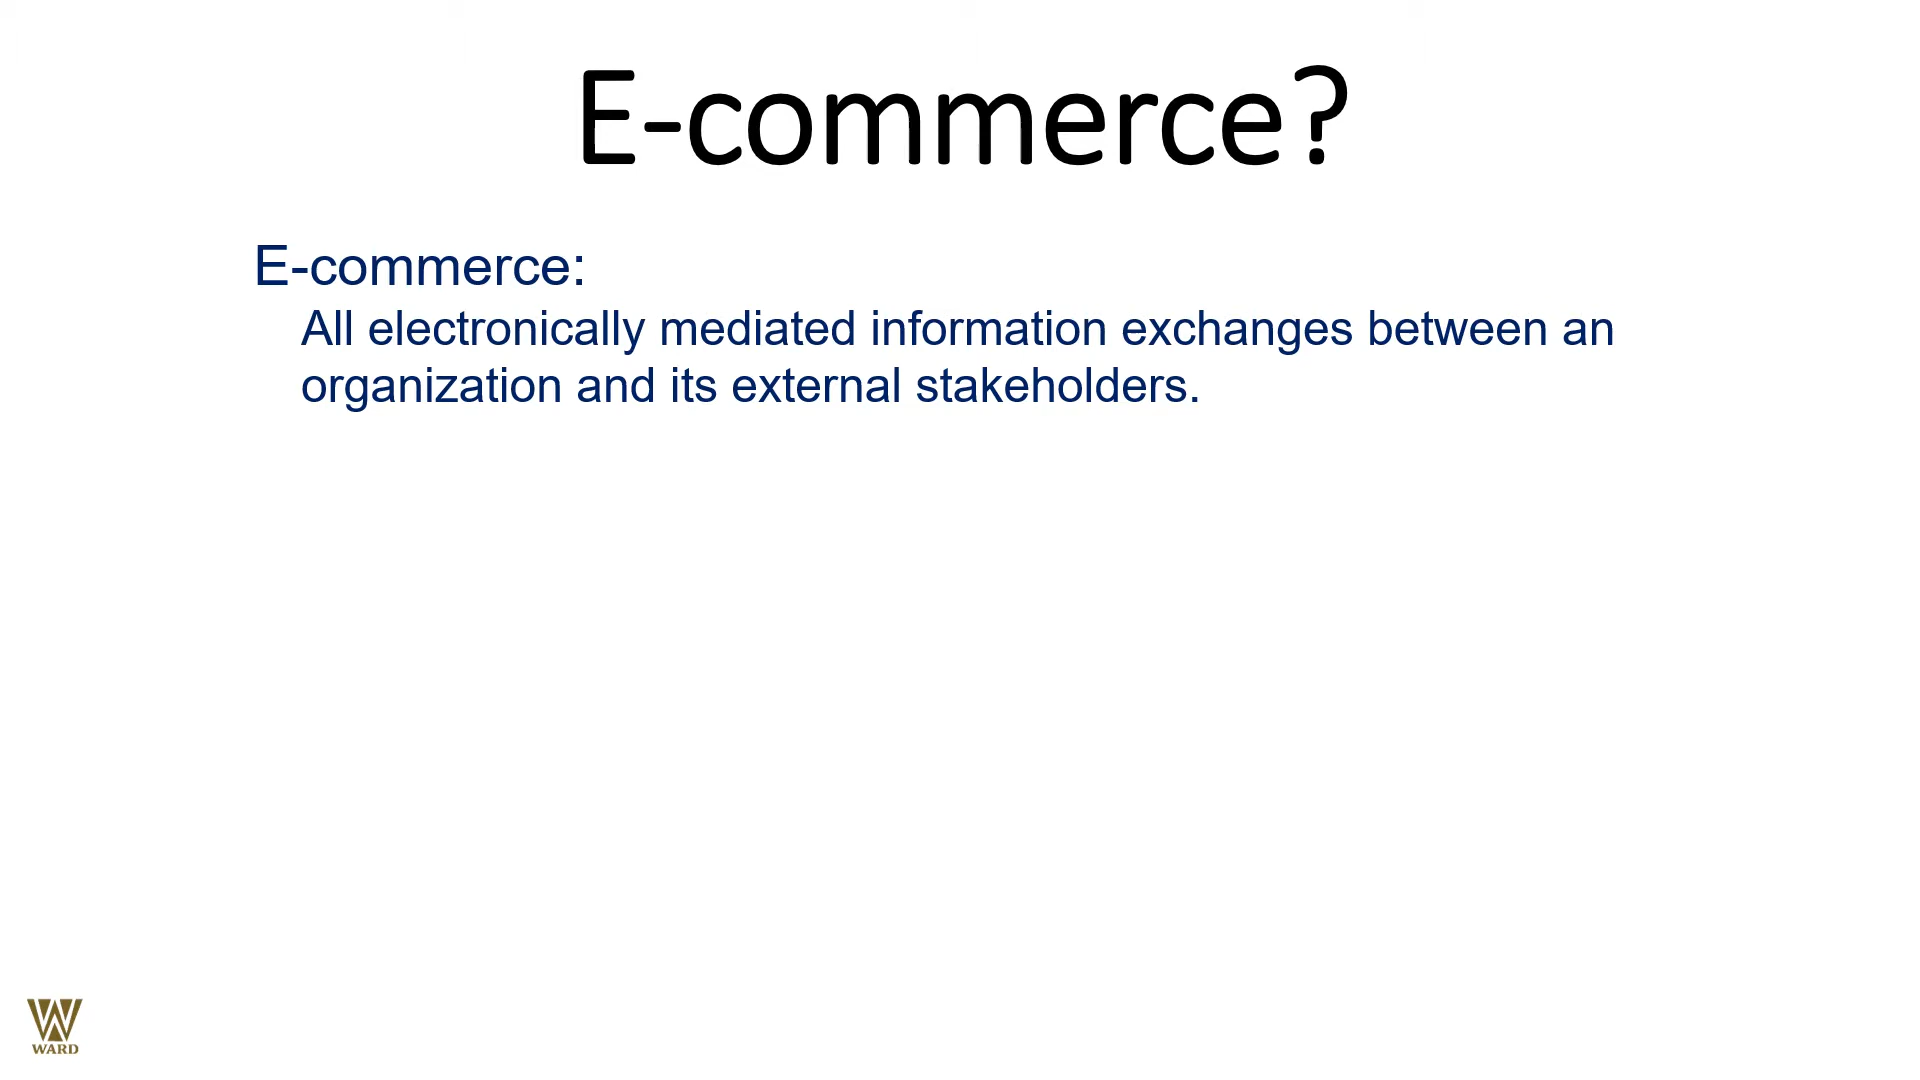 E-commerce?
E-commerce:
All electronically mediated information exchanges between an
organization and its external stakeholders.
WARD